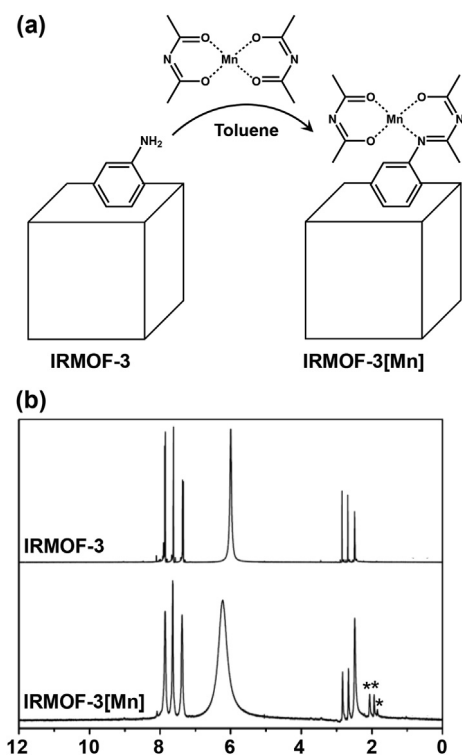 (a)
O O
N Mn N
O O
Toluene
NH2
O O
N Mn N
O N
IRMOF-3
IRMOF-3[Mn]
(b)
IRMOF-3
IRMOF-3[Mn]
**
*
12 10 8 6 4 2 0